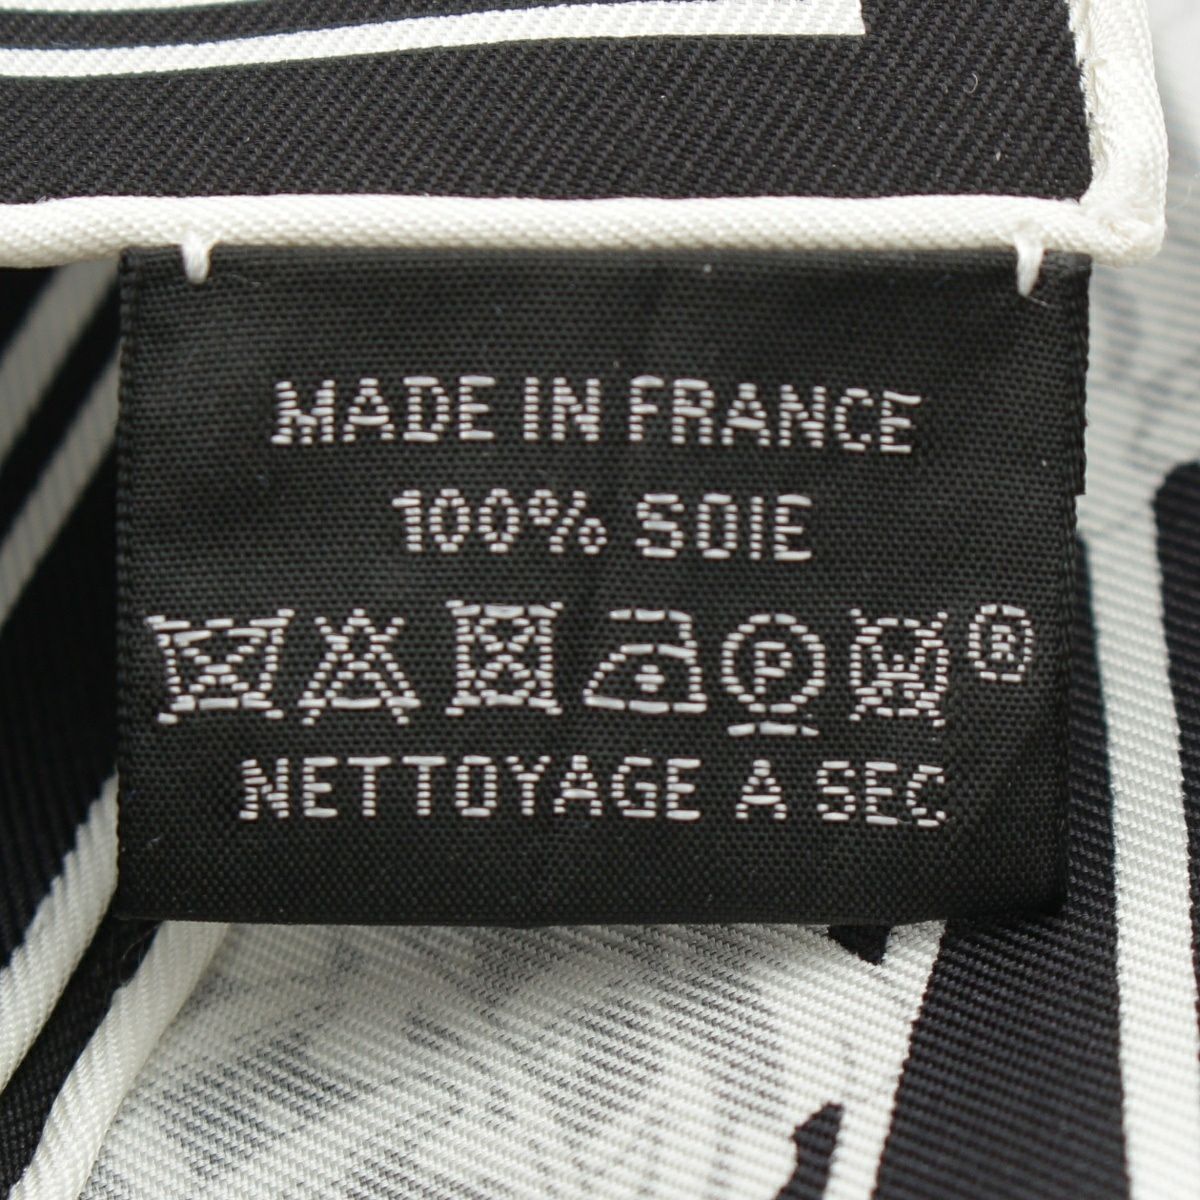 MADE IN FRANCE
100% SOIE
P W ®
NETTOYAGE A SEC